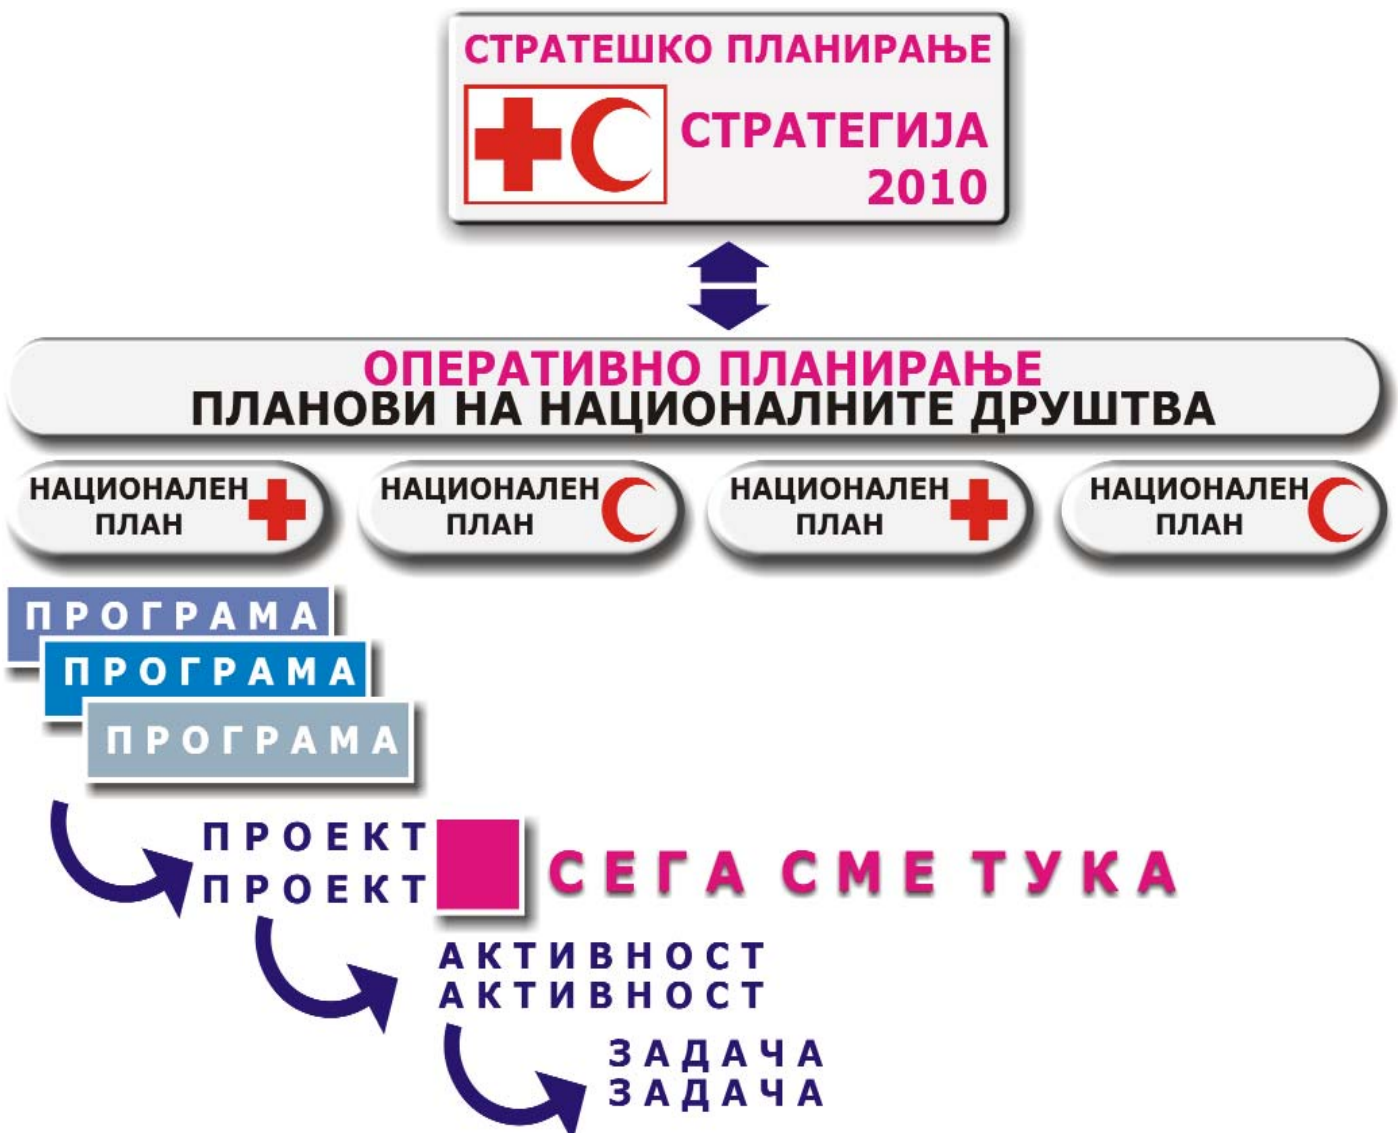 СТРАТЕШКО ПЛАНИРАЊЕ
СТРАТЕГИЈА
2010
ОПЕРАТИВНО ПЛАНИРАЊЕ
ПЛАНОВИ НА НАЦИОНАЛНИТЕ ДРУШТВА
НАЦИОНАЛЕН
ПЛАН
НАЦИОНАЛЕН
ПЛАН
НАЦИОНАЛЕН
ПЛАН
НАЦИОНАЛЕН
ПЛАН
ПРОГРАМА
ПРОГРАМА
ПРОГРАМА
ПРОЕКТ
ПРОЕКТ
СЕГА СМЕ ТУКА
АКТИВНОСТ
АКТИВНОСТ
ЗАДАЧА
ЗАДАЧА